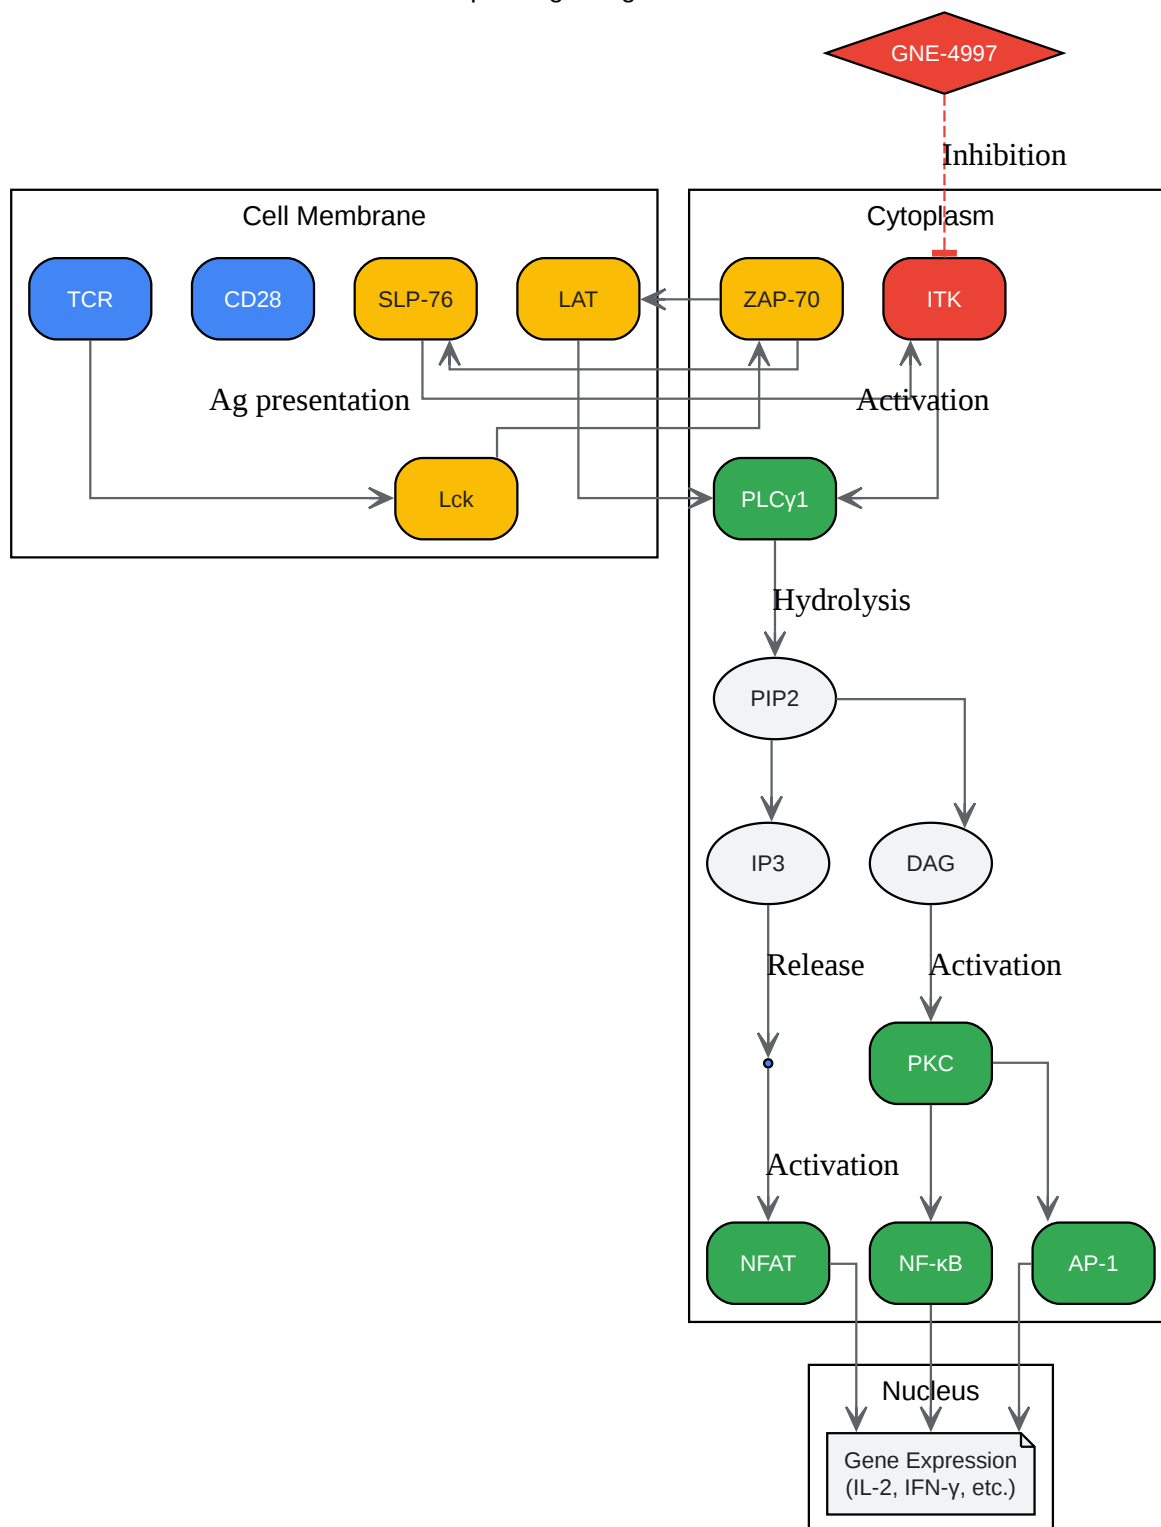 GNE-4997
Inhibition
Cell Membrane
Cytoplasm
TCR
CD28
SLP-76
LAT
ZAP-70
ITK
Ag presentation
Activation
Lck
PLCγ1
Hydrolysis
PIP2
IP3
DAG
Release
Activation
PKC
Activation
NFAT
NF-κB
AP-1
Nucleus
Gene Expression
(IL-2, IFN-γ, etc.)